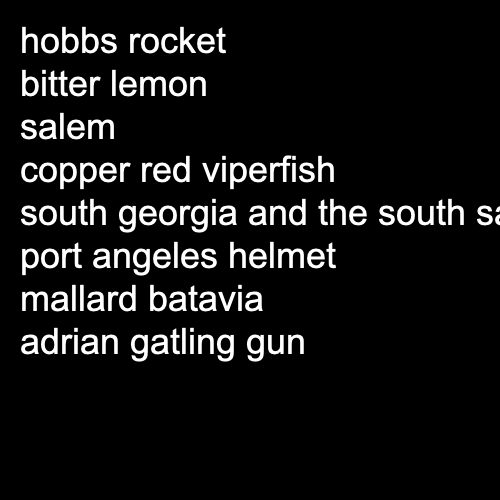 hobbs rocket
bitter lemon
salem
copper red viperfish
south georgia and the south
port angeles helmet
mallard batavia
adrian gatling gun